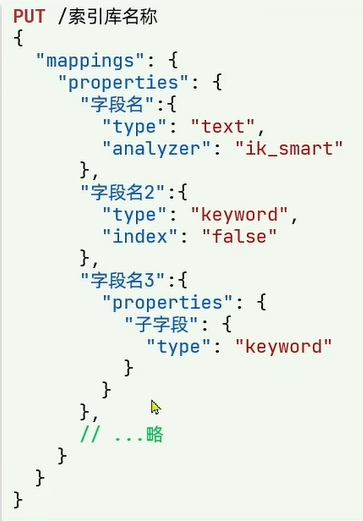 PUT /索引库名称
{
  "mappings": {
    "properties": {
      "字段名":{
        "type": "text",
        "analyzer": "ik_smart"
      },
      "字段名2":{
        "type": "keyword",
        "index": "false"
      },
      "字段名3":{
        "properties": {
          "子字段": {
            "type": "keyword"
          }
        }
      },
      // ...略
    }
  }
}